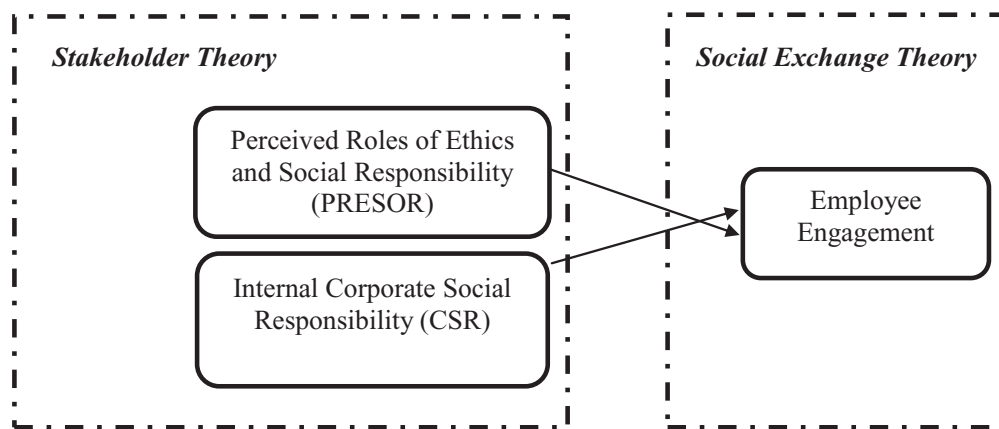 Stakeholder Theory
Perceived Roles of Ethics
and Social Responsibility
(PRESOR)
Internal Corporate Social
Responsibility (CSR)
Social Exchange Theory
Employee
Engagement